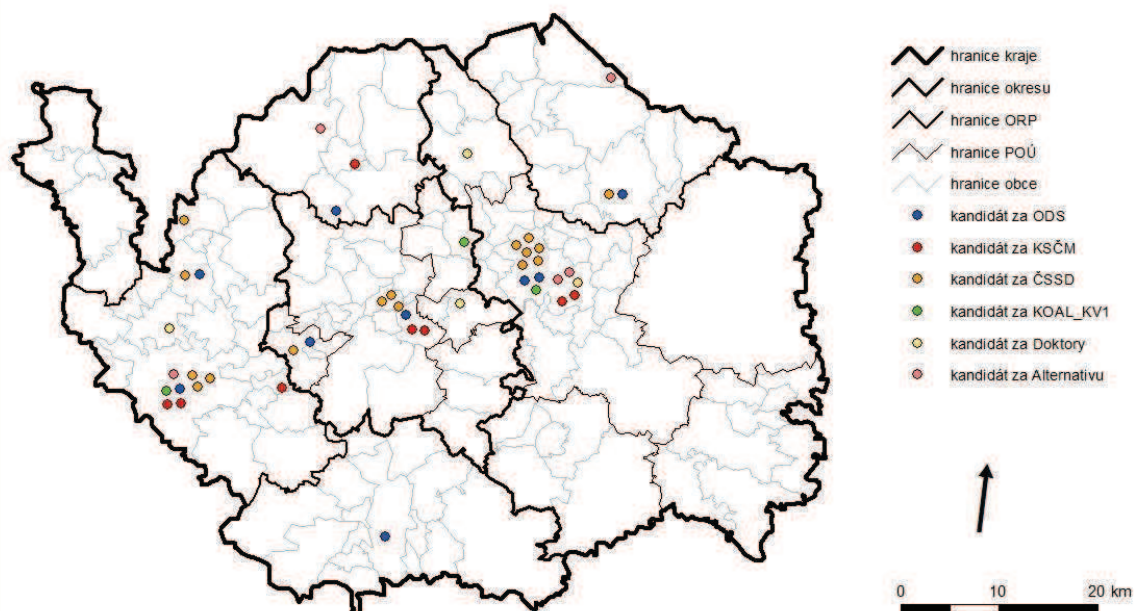 hranice kraje
hranice okresu
hranice ORP
hranice POÚ
hranice obce
kandidát za ODS
kandidát za KSČM
kandidát za ČSSD
kandidát za KOAL_KV1
kandidát za Doktory
kandidát za Alternativu
0 10 20 km